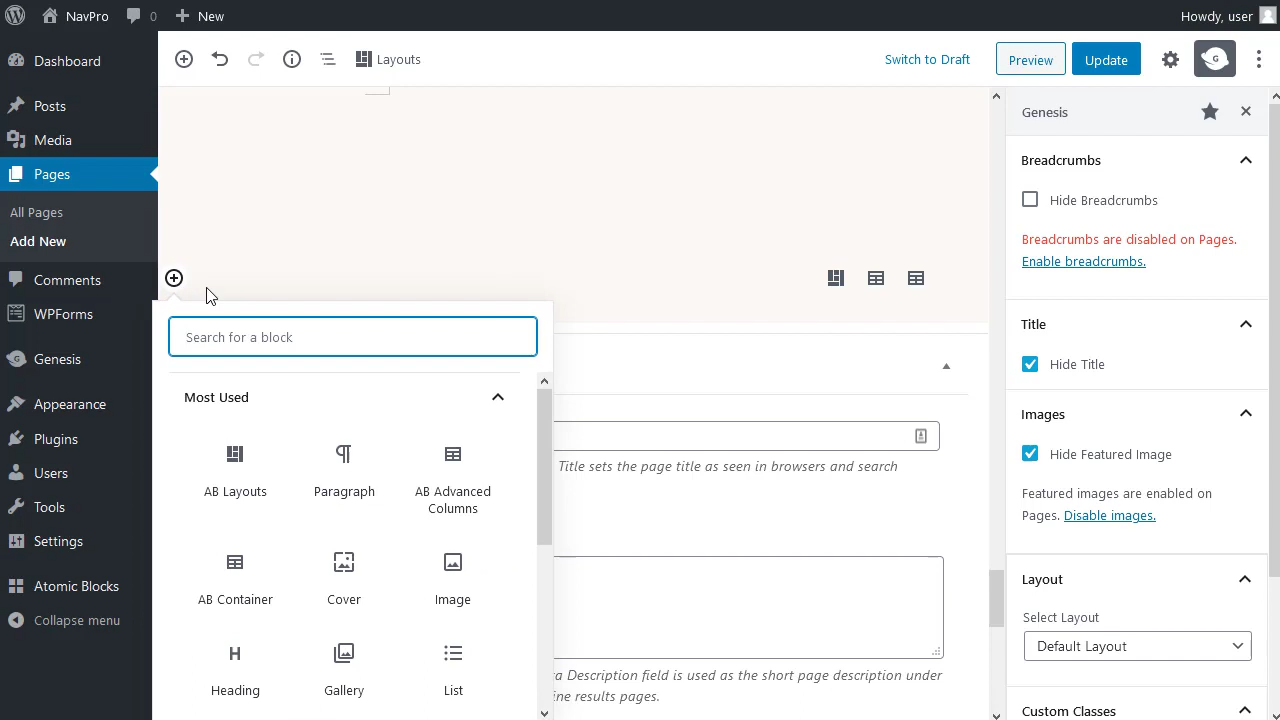 NavPro
0
New
Howdy, user
Dashboard
Posts
Media
Pages
All Pages
Add New
Comments
WPForms
Genesis
Appearance
Plugins
Users
Tools
Settings
Atomic Blocks
Collapse menu
Layouts
Switch to Draft
Preview
Update
G
Search for a block
Most Used
AB Layouts
Paragraph
AB Advanced
Columns
AB Container
Cover
Image
Heading
Gallery
List
Title sets the page title as seen in browsers and search
a Description field is used as the short page description under
ine results pages.
Genesis
Breadcrumbs
Hide Breadcrumbs
Breadcrumbs are disabled on Pages.
Enable breadcrumbs.
Title
Hide Title
Images
Hide Featured Image
Featured images are enabled on
Pages. Disable images.
Layout
Select Layout
Default Layout
Custom Classes